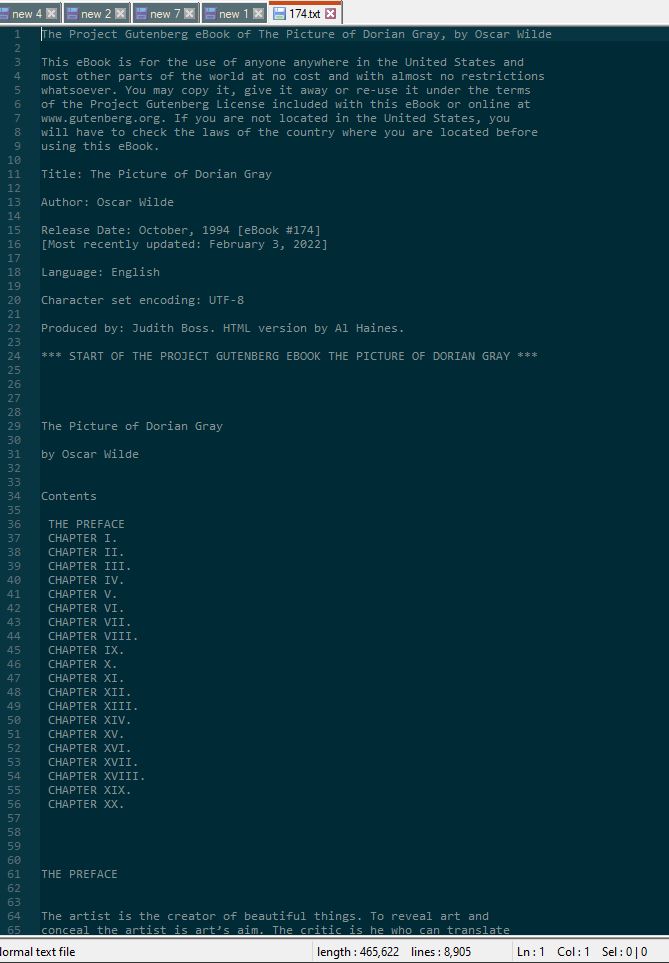 new 4 new 2 new 7 new 1 174.txt
1 The Project Gutenberg eBook of The Picture of Dorian Gray, by Oscar Wilde
2
3 This eBook is for the use of anyone anywhere in the United States and
4 most other parts of the world at no cost and with almost no restrictions
5 whatsoever. You may copy it, give it away or re-use it under the terms
6 of the Project Gutenberg License included with this eBook or online at
7 www.gutenberg.org. If you are not located in the United States, you
8 will have to check the laws of the country where you are located before
9 using this eBook.
10
11 Title: The Picture of Dorian Gray
12
13 Author: Oscar Wilde
14
15 Release Date: October, 1994 [eBook #174]
16 [Most recently updated: February 3, 2022]
17
18 Language: English
19
20 Character set encoding: UTF-8
21
22 Produced by: Judith Boss. HTML version by Al Haines.
23
24 *** START OF THE PROJECT GUTENBERG EBOOK THE PICTURE OF DORIAN GRAY ***
25
26
27
28
29 The Picture of Dorian Gray
30
31 by Oscar Wilde
32
33
34 Contents
35
36 THE PREFACE
37 CHAPTER I.
38 CHAPTER II.
39 CHAPTER III.
40 CHAPTER IV.
41 CHAPTER V.
42 CHAPTER VI.
43 CHAPTER VII.
44 CHAPTER VIII.
45 CHAPTER IX.
46 CHAPTER X.
47 CHAPTER XI.
48 CHAPTER XII.
49 CHAPTER XIII.
50 CHAPTER XIV.
51 CHAPTER XV.
52 CHAPTER XVI.
53 CHAPTER XVII.
54 CHAPTER XVIII.
55 CHAPTER XIX.
56 CHAPTER XX.
57
58
59
60
61 THE PREFACE
62
63
64 The artist is the creator of beautiful things. To reveal art and
65 conceal the artist is art’s aim. The critic is he who can translate
ormal text file length : 465,622 lines : 8,905 Ln : 1 Col : 1 Sel : 0 | 0